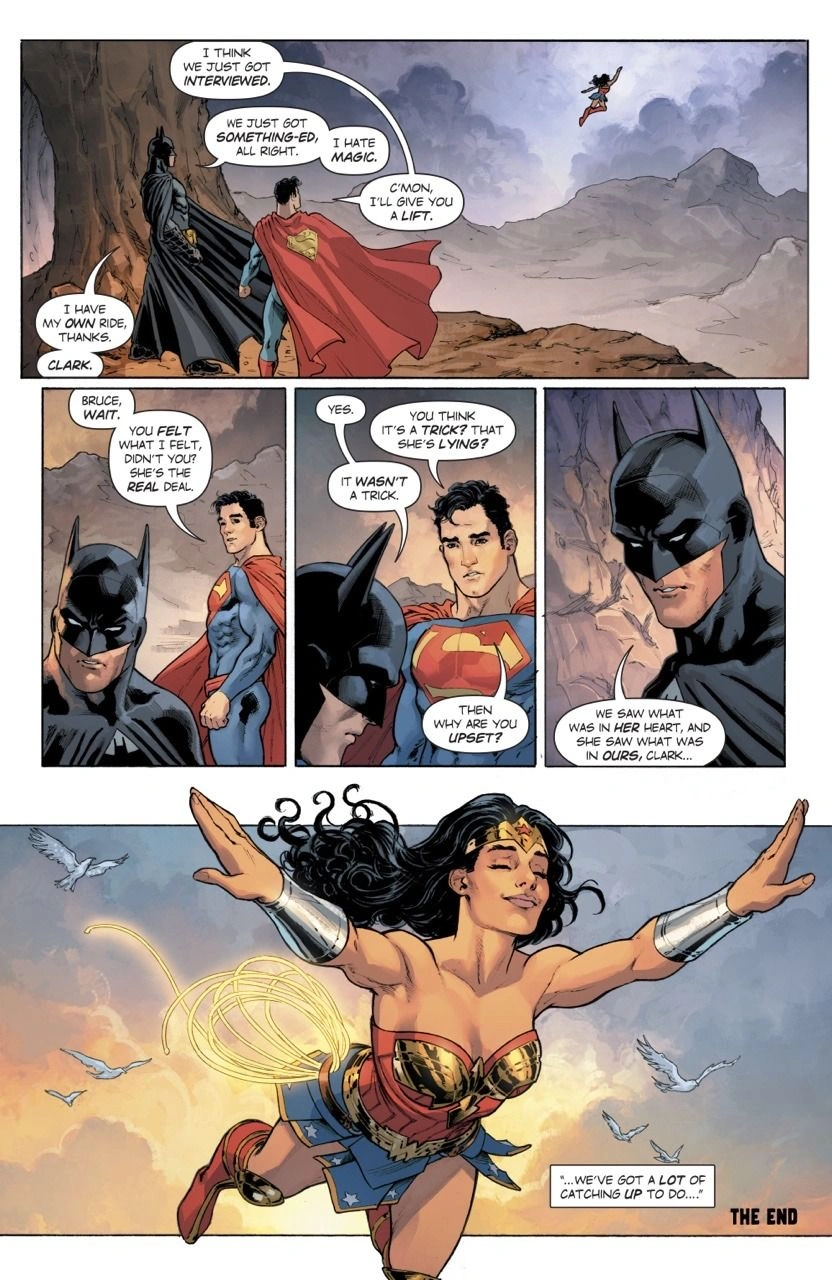 I THINK
WE JUST GOT
INTERVIEWED.
WE JUST GOT
SOMETHING-ED,
ALL RIGHT.
I HATE
MAGIC.
C'MON,
I'LL GIVE YOU
A LIFT.
I HAVE
MY OWN RIDE,
THANKS.
CLARK.
BRUCE,
WAIT.
YOU FELT
WHAT I FELT,
DIDN'T YOU?
SHE'S THE
REAL DEAL.
YES.
YOU THINK
IT'S A TRICK? THAT
SHE'S LYING?
IT WASN'T
A TRICK.
THEN
WHY ARE YOU
UPSET?
WE SAW WHAT
WAS IN HER HEART, AND
SHE SAW WHAT WAS
IN OURS, CLARK...
"...WE'VE GOT A LOT OF
CATCHING UP TO DO...."
THE END